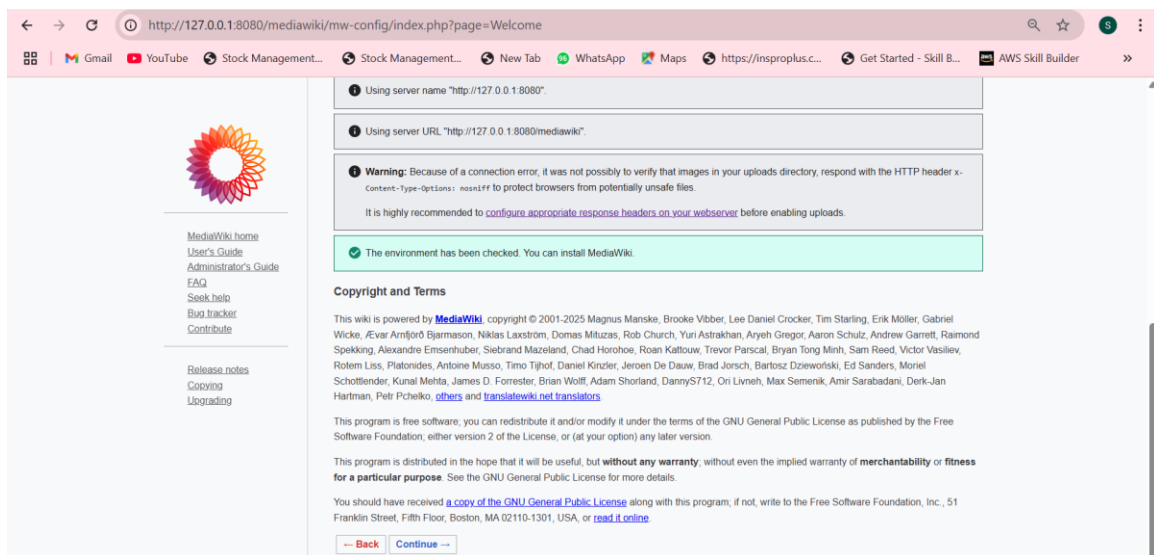 http://127.0.0.1:8080/mediawiki/mw-config/index.php?page=Welcome
S
Gmail
YouTube
Stock Management...
Stock Management...
New Tab
WhatsApp
Maps
https://insproplus.c...
Get Started - Skill B...
AWS Skill Builder
»
Using server name "http://127.0.0.1:8080".
Using server URL "http://127.0.0.1:8080/mediawiki".
Warning: Because of a connection error, it was not possibly to verify that images in your uploads directory, respond with the HTTP header x-
Content-Type-Options: nosniff to protect browsers from potentially unsafe files.
It is highly recommended to configure appropriate response headers on your webserver before enabling uploads.
The environment has been checked. You can install MediaWiki.
MediaWiki home
User's Guide
Administrator's Guide
FAQ
Seek help
Bug tracker
Contribute
Release notes
Copying
Upgrading
Copyright and Terms
This wiki is powered by MediaWiki, copyright © 2001-2025 Magnus Manske, Brooke Vibber, Lee Daniel Crocker, Tim Starling, Erik Möller, Gabriel
Wicke, Ævar Arnfjörð Bjarmason, Niklas Laxström, Domas Mituzas, Rob Church, Yuri Astrakhan, Aryeh Gregor, Aaron Schulz, Andrew Garrett, Raimond
Spekking, Alexandre Emsenhuber, Siebrand Mazeland, Chad Horohoe, Roan Kattouw, Trevor Parscal, Bryan Tong Minh, Sam Reed, Victor Vasiliev,
Rotem Liss, Platonides, Antoine Musso, Timo Tijhof, Daniel Kinzler, Jeroen De Dauw, Brad Jorsch, Bartosz Dziewoński, Ed Sanders, Moriel
Schottlender, Kunal Mehta, James D. Forrester, Brian Wolff, Adam Shorland, DannyS712, Ori Livneh, Max Semenik, Amir Sarabadani, Derk-Jan
Hartman, Petr Pchelko, others and translatewiki.net translators.
This program is free software; you can redistribute it and/or modify it under the terms of the GNU General Public License as published by the Free
Software Foundation; either version 2 of the License, or (at your option) any later version.
This program is distributed in the hope that it will be useful, but without any warranty; without even the implied warranty of merchantability or fitness
for a particular purpose. See the GNU General Public License for more details.
You should have received a copy of the GNU General Public License along with this program; if not, write to the Free Software Foundation, Inc., 51
Franklin Street, Fifth Floor, Boston, MA 02110-1301, USA, or read it online.
← Back
Continue →